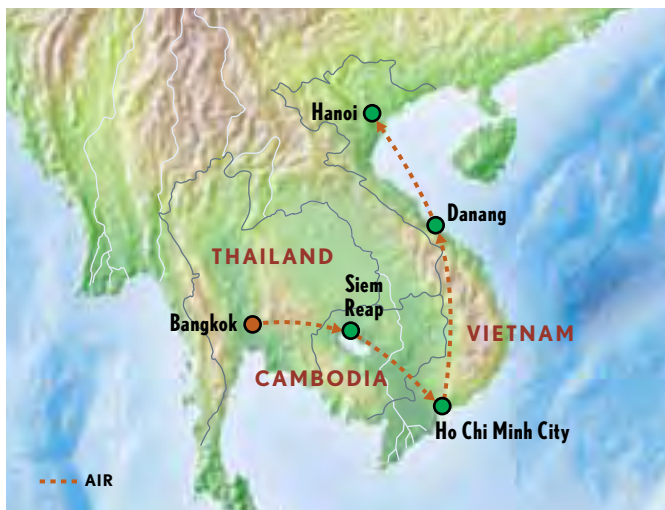 Hanoi
Danang
THAILAND
Siem
Reap
Bangkok
VIETNAM
CAMBODIA
Ho Chi Minh City
AIR